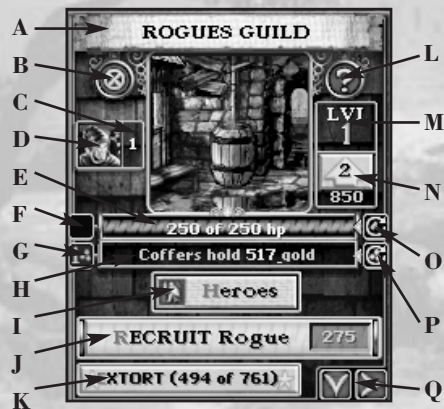 A
ROGUES GUILD
B
L
C
LVL
M
D
1
1
E
2
N
850
F
250 of 250 hp
G
O
Coffers hold 517 gold
H
P
I
Heroes
J
RECRUIT Rogue 275
K
EXTORT (494 of 761)
Q